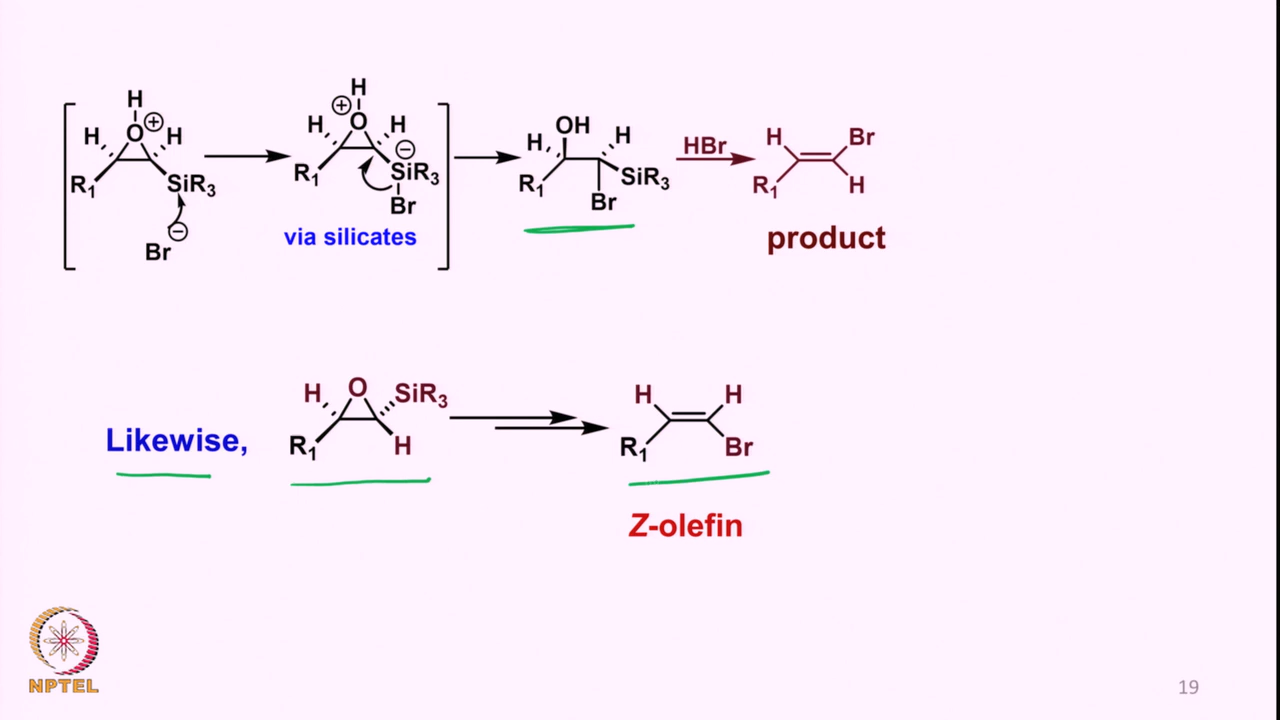 H H O ⊕ H R₁ SiR₃ Br ⊖
H ⊕ H O H ⊖ R₁ SiR₃ Br
via silicates
OH H H R₁ SiR₃ Br
HBr
H Br R₁ H
product
Likewise,
H O SiR₃ R₁ H
H H R₁ Br
Z-olefin
NPTEL
19